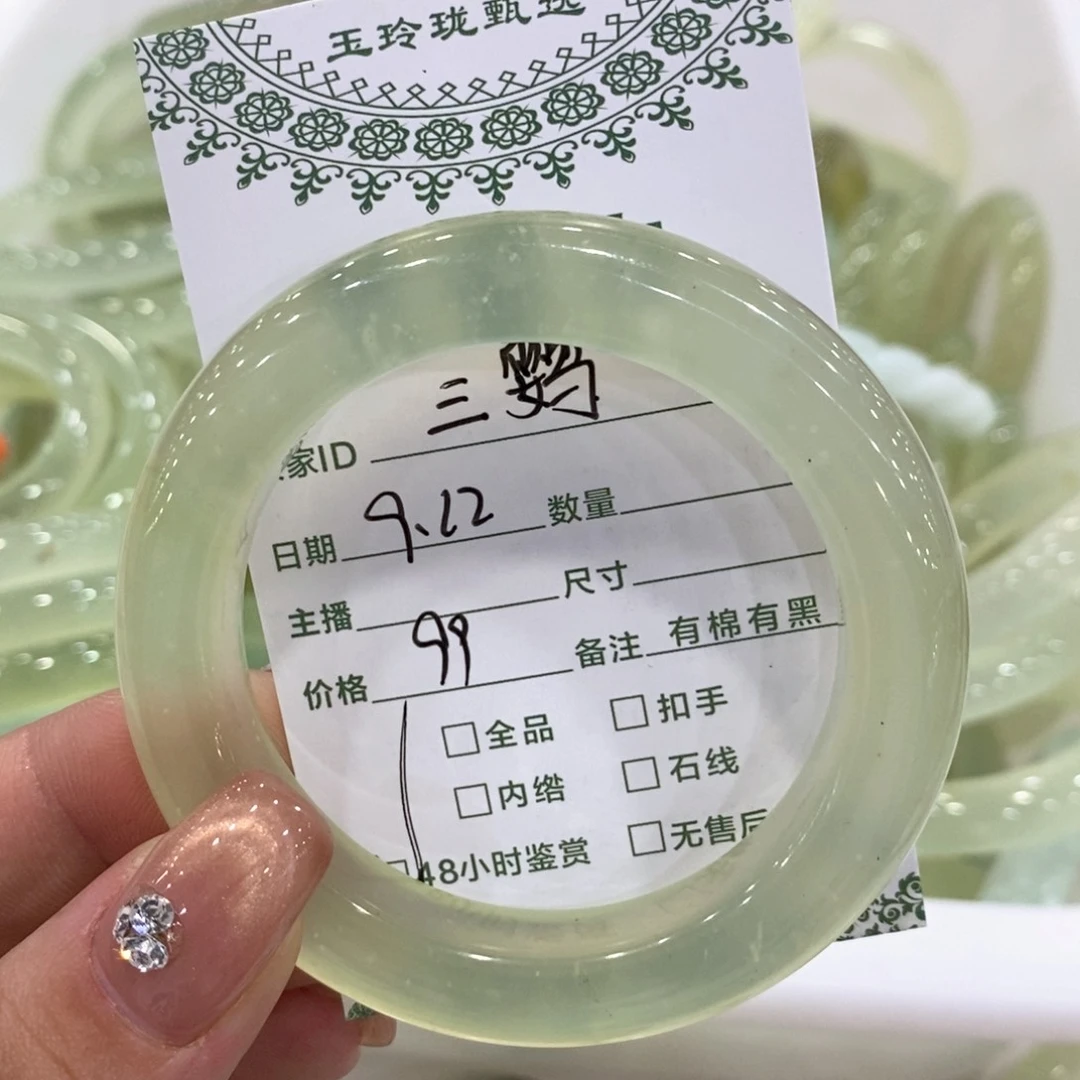 玉玲珑甄选
家ID 三鹦
日期 9.12 数量
主播 尺寸
价格 99 备注 有棉有黑
全品 扣手
内绺 石线
48小时鉴赏 无售后